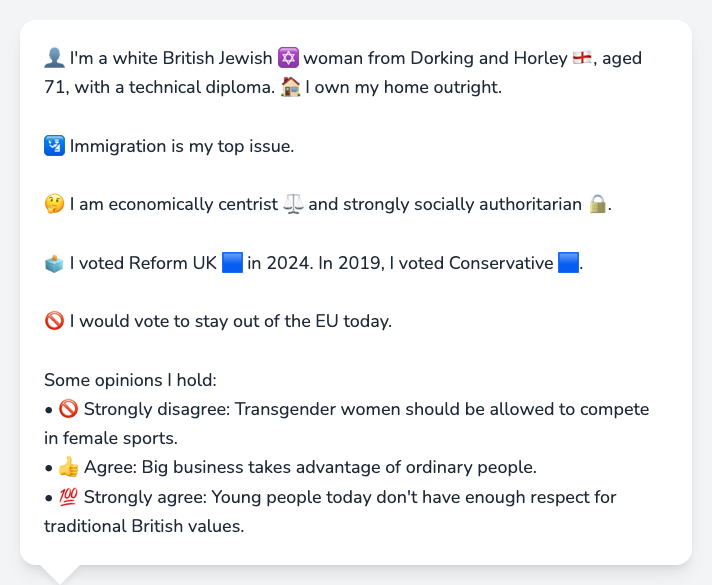 👤 I'm a white British Jewish ✡️ woman from Dorking and Horley 🏴󠁧󠁢󠁥󠁮󠁧󠁿, aged
71, with a technical diploma. 🏠 I own my home outright.
🛂 Immigration is my top issue.
🤔 I am economically centrist ⚖️ and strongly socially authoritarian 🔒.
🗳️ I voted Reform UK 🟦 in 2024. In 2019, I voted Conservative 🟦.
🚫 I would vote to stay out of the EU today.
Some opinions I hold:
• 🚫 Strongly disagree: Transgender women should be allowed to compete
in female sports.
• 👍 Agree: Big business takes advantage of ordinary people.
• 💯 Strongly agree: Young people today don't have enough respect for
traditional British values.